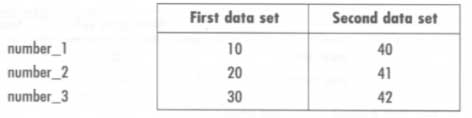 First data set Second data set
number_1 10 40
number_2 20 41
number_3 30 42